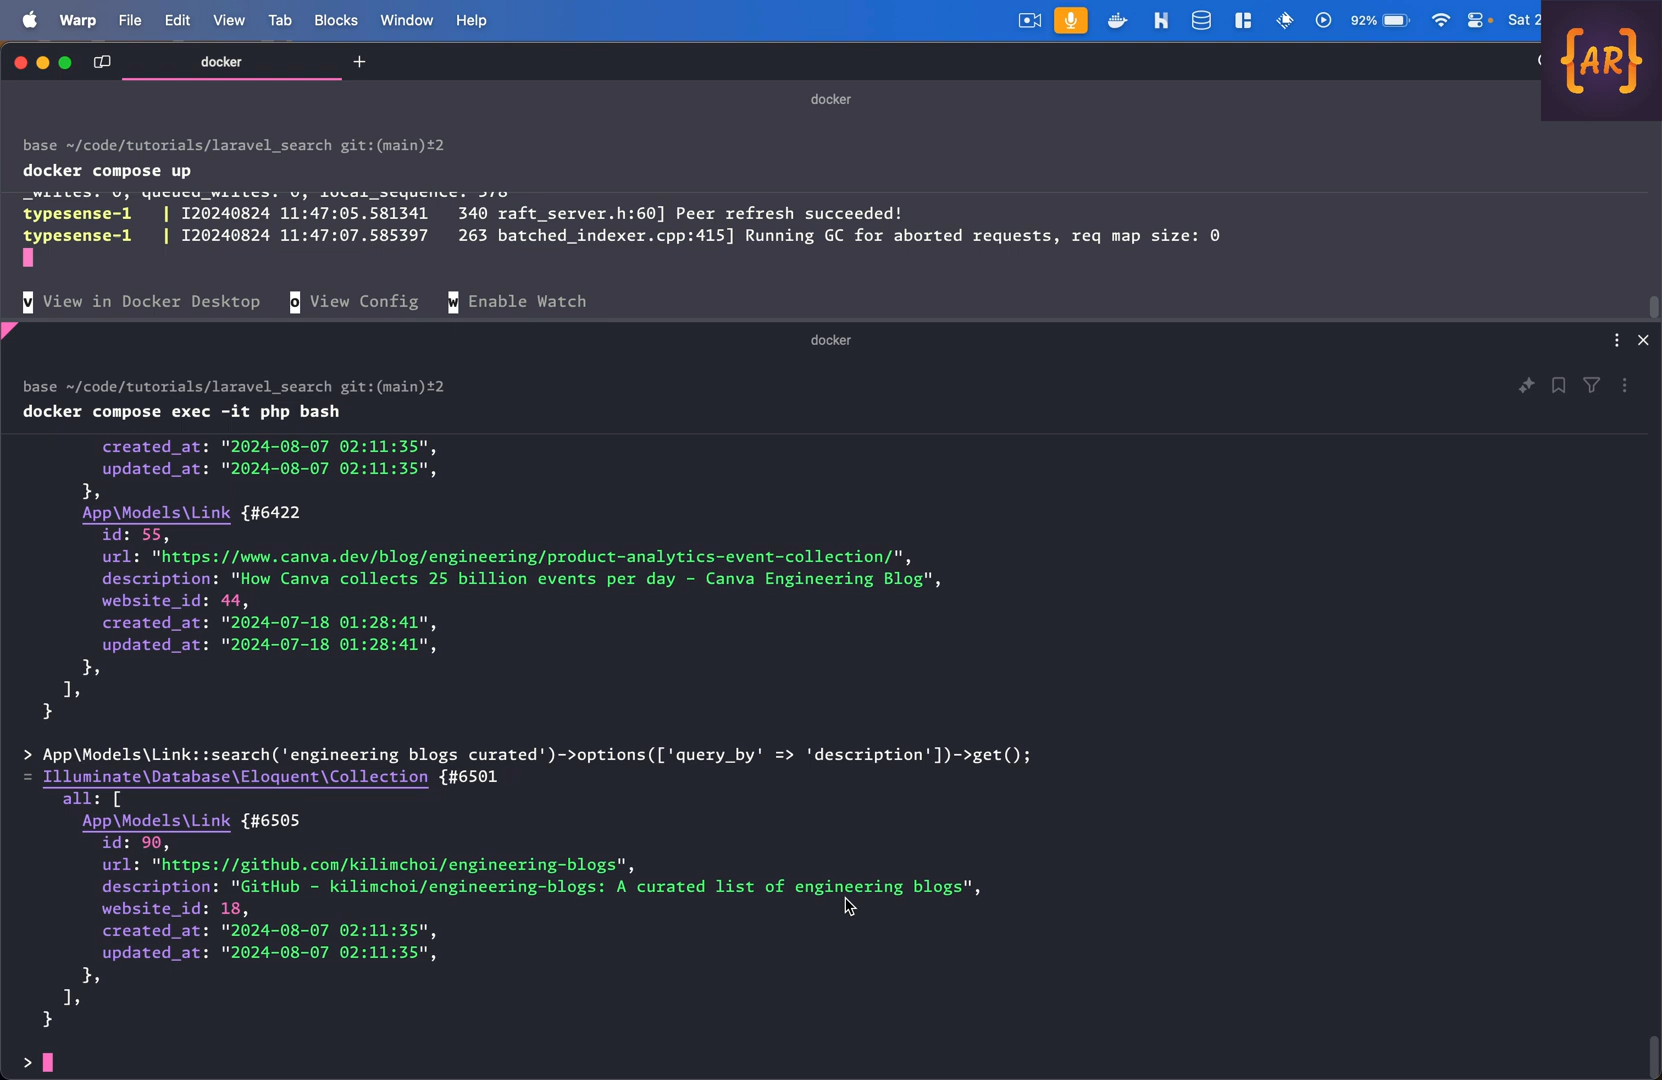 Warp File Edit View Tab Blocks Window Help 92% Sat 2
{AR}
docker
docker
base ~/code/tutorials/laravel_search git:(main)±2
docker compose up
_writes: 0, queued_writes: 0, local_sequence: 578
typesense-1 | I20240824 11:47:05.581341 340 raft_server.h:60] Peer refresh succeeded!
typesense-1 | I20240824 11:47:07.585397 263 batched_indexer.cpp:415] Running GC for aborted requests, req map size: 0
v View in Docker Desktop o View Config w Enable Watch
docker
base ~/code/tutorials/laravel_search git:(main)±2
docker compose exec -it php bash
created_at: "2024-08-07 02:11:35",
updated_at: "2024-08-07 02:11:35",
},
App\Models\Link {#6422
id: 55,
url: "https://www.canva.dev/blog/engineering/product-analytics-event-collection/",
description: "How Canva collects 25 billion events per day – Canva Engineering Blog",
website_id: 44,
created_at: "2024-07-18 01:28:41",
updated_at: "2024-07-18 01:28:41",
},
],
}
> App\Models\Link::search('engineering blogs curated')->options(['query_by' => 'description'])->get();
= Illuminate\Database\Eloquent\Collection {#6501
all: [
App\Models\Link {#6505
id: 90,
url: "https://github.com/kilimchoi/engineering-blogs",
description: "GitHub - kilimchoi/engineering-blogs: A curated list of engineering blogs",
website_id: 18,
created_at: "2024-08-07 02:11:35",
updated_at: "2024-08-07 02:11:35",
},
],
}
>